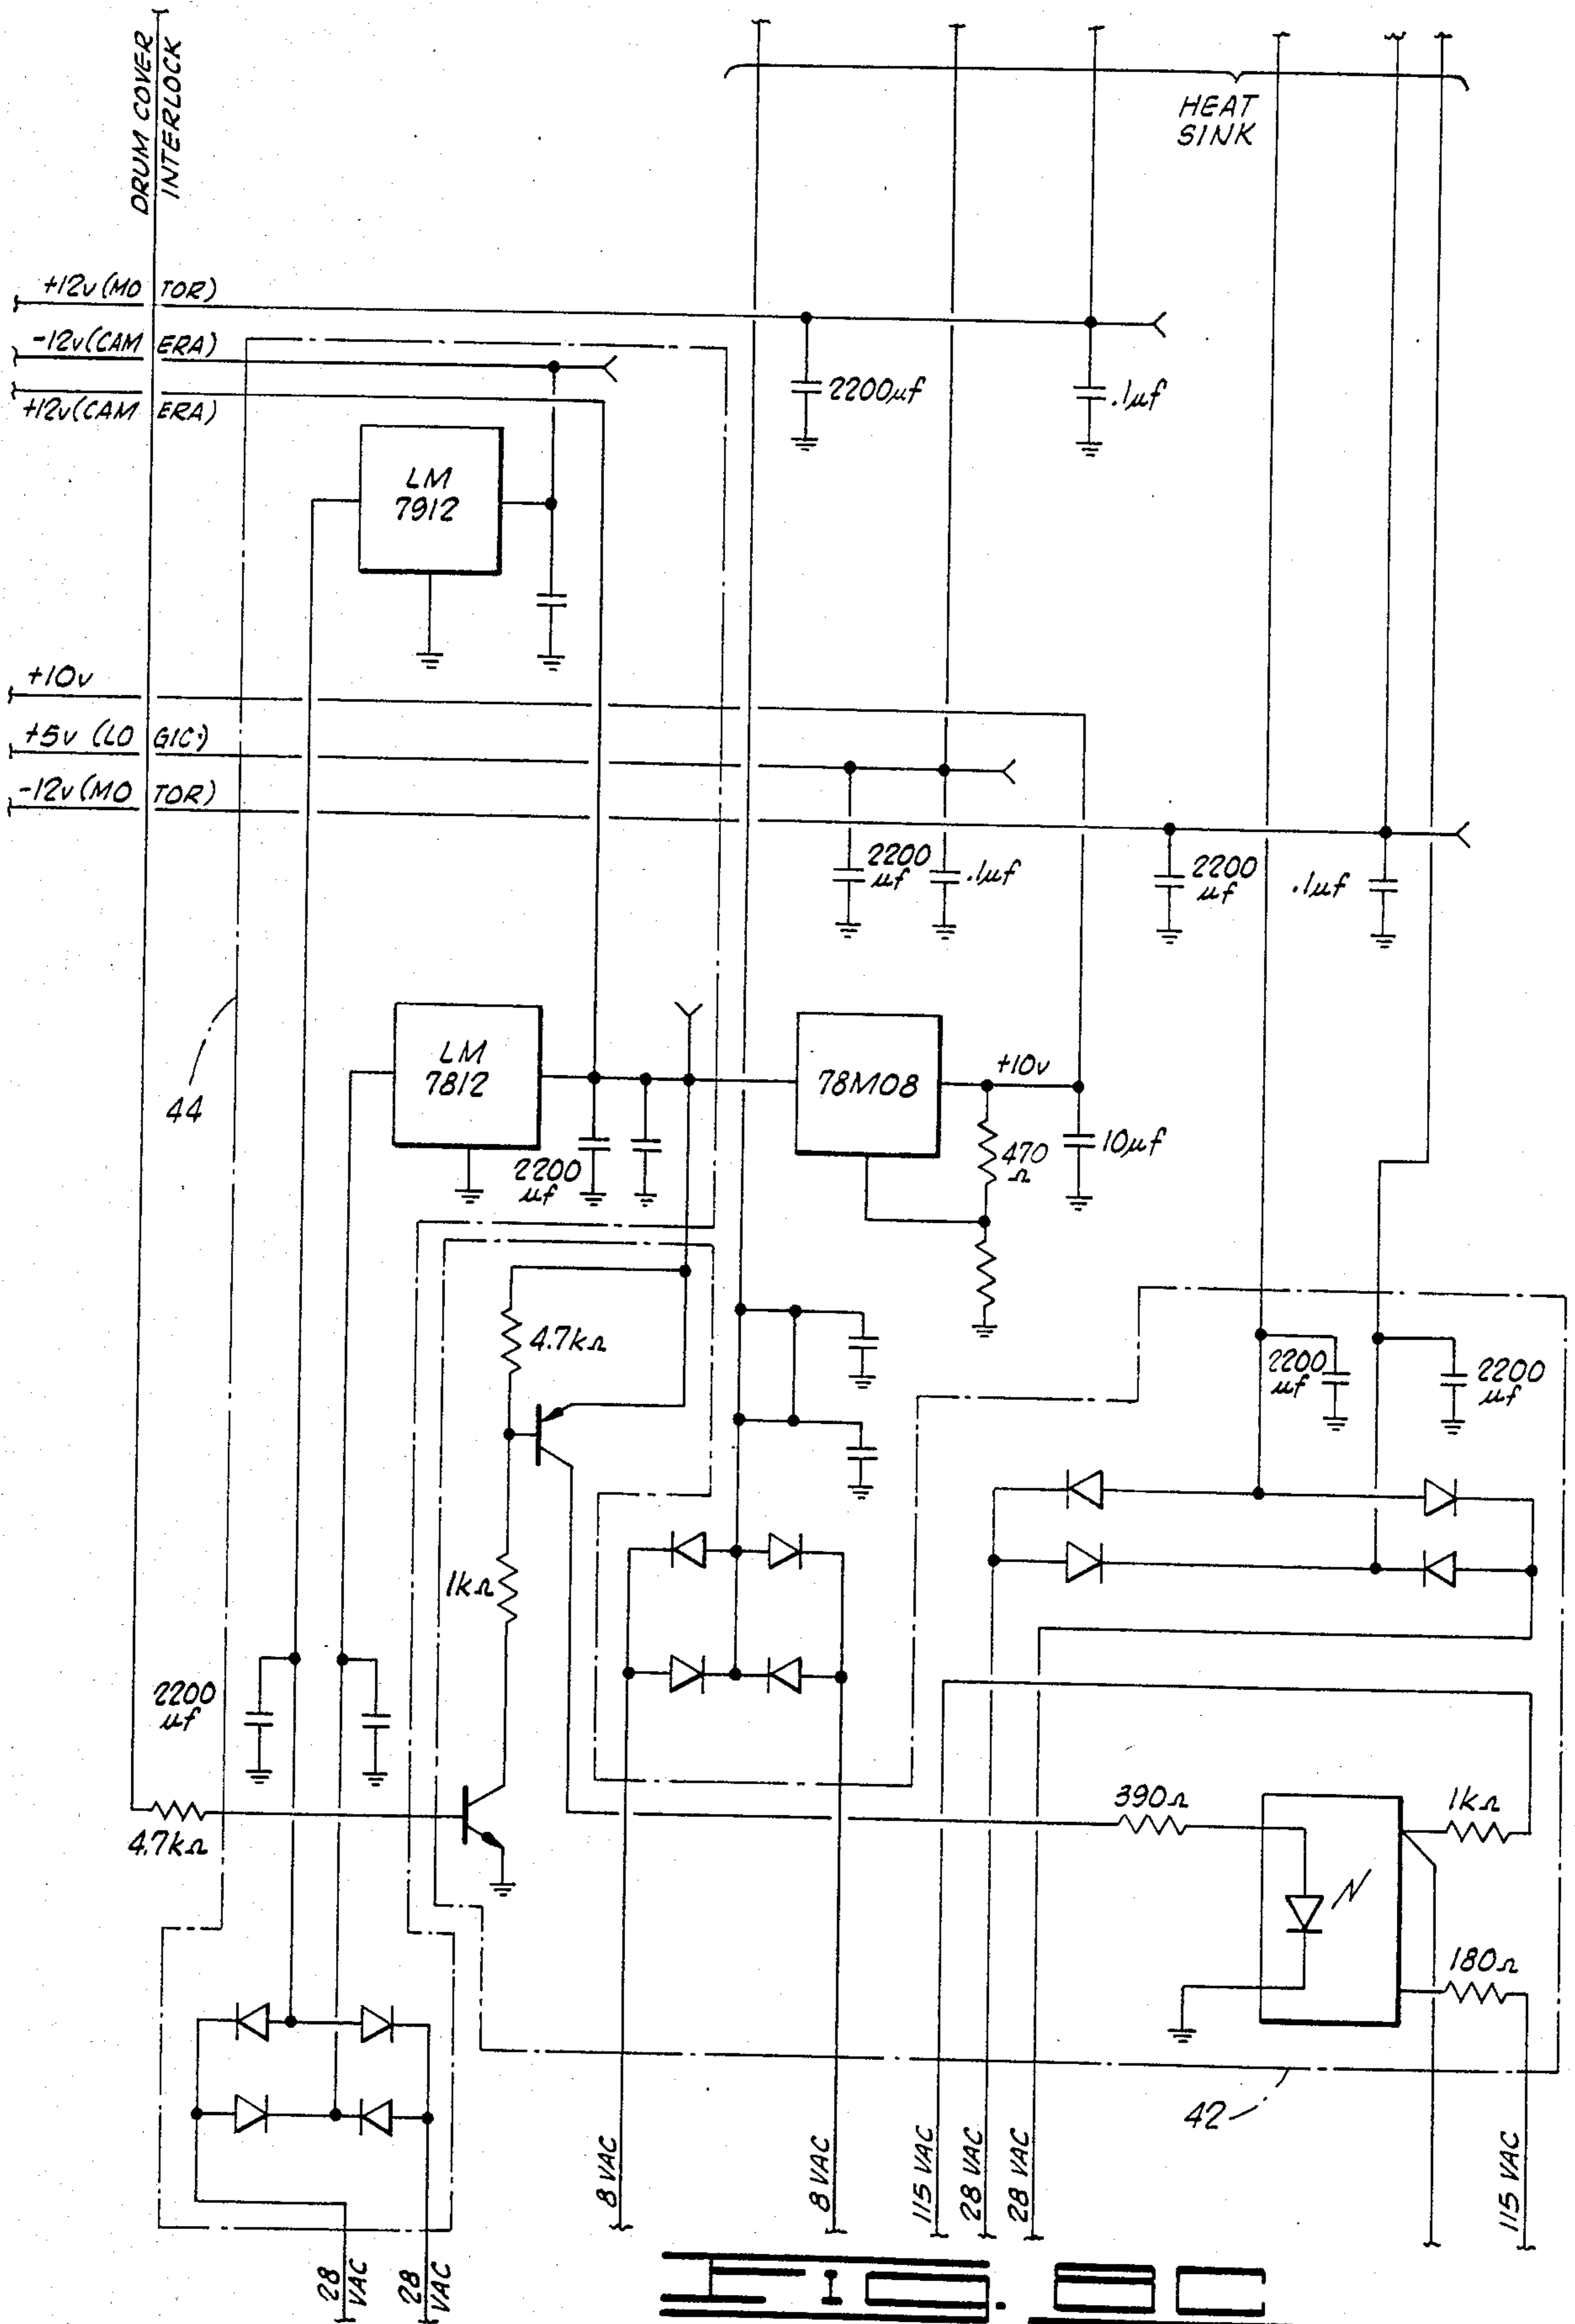 DRUM COVER
INTERLOCK
HEAT
SINK
+12v (MOTOR)
-12v (CAMERA)
+12v (CAMERA)
2200µf
.1µf
LM
7912
+10v
+5v (LOGIC)
-12v (MOTOR)
2200
µf
.1µf
2200
µf
.1µf
44
LM
7812
78M08
+10v
2200
µf
470
Ω
10µf
4.7kΩ
2200
µf
2200
µf
1kΩ
2200
µf
4.7kΩ
390Ω
1kΩ
180Ω
42
8 VAC
8 VAC
115 VAC
28 VAC
28 VAC
115 VAC
28
VAC
28
VAC